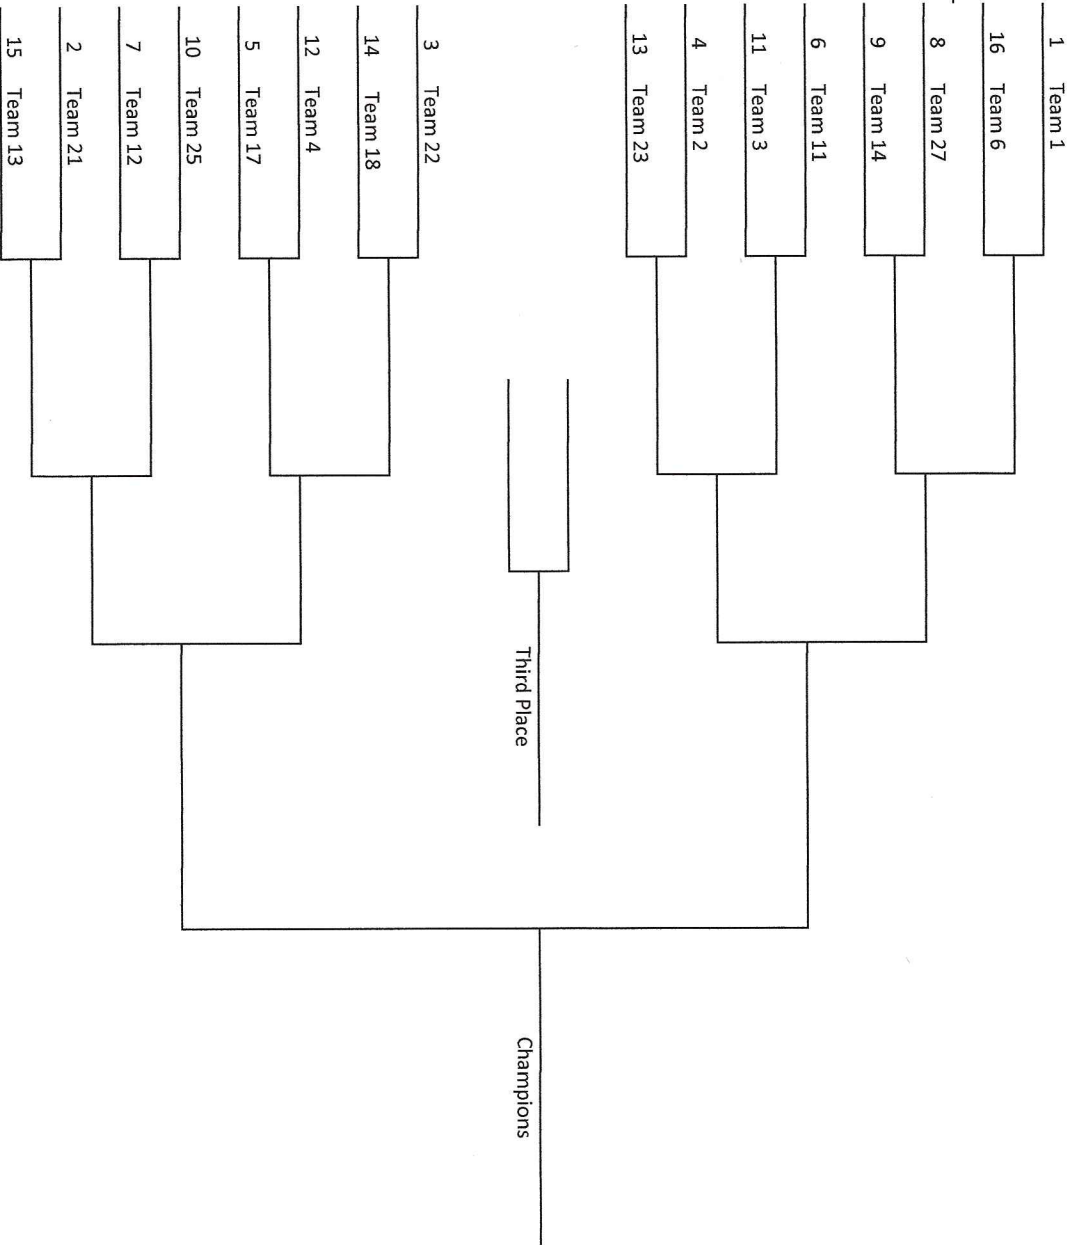 1 Team 1
16 Team 6
8 Team 27
9 Team 14
6 Team 11
11 Team 3
4 Team 2
13 Team 23
Third Place
Champions
3 Team 22
14 Team 18
12 Team 4
5 Team 17
10 Team 25
7 Team 12
2 Team 21
15 Team 13